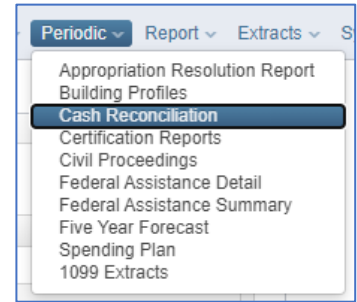 Periodic Report Extracts S
Appropriation Resolution Report
Building Profiles
Cash Reconciliation
Certification Reports
Civil Proceedings
Federal Assistance Detail
Federal Assistance Summary
Five Year Forecast
Spending Plan
1099 Extracts